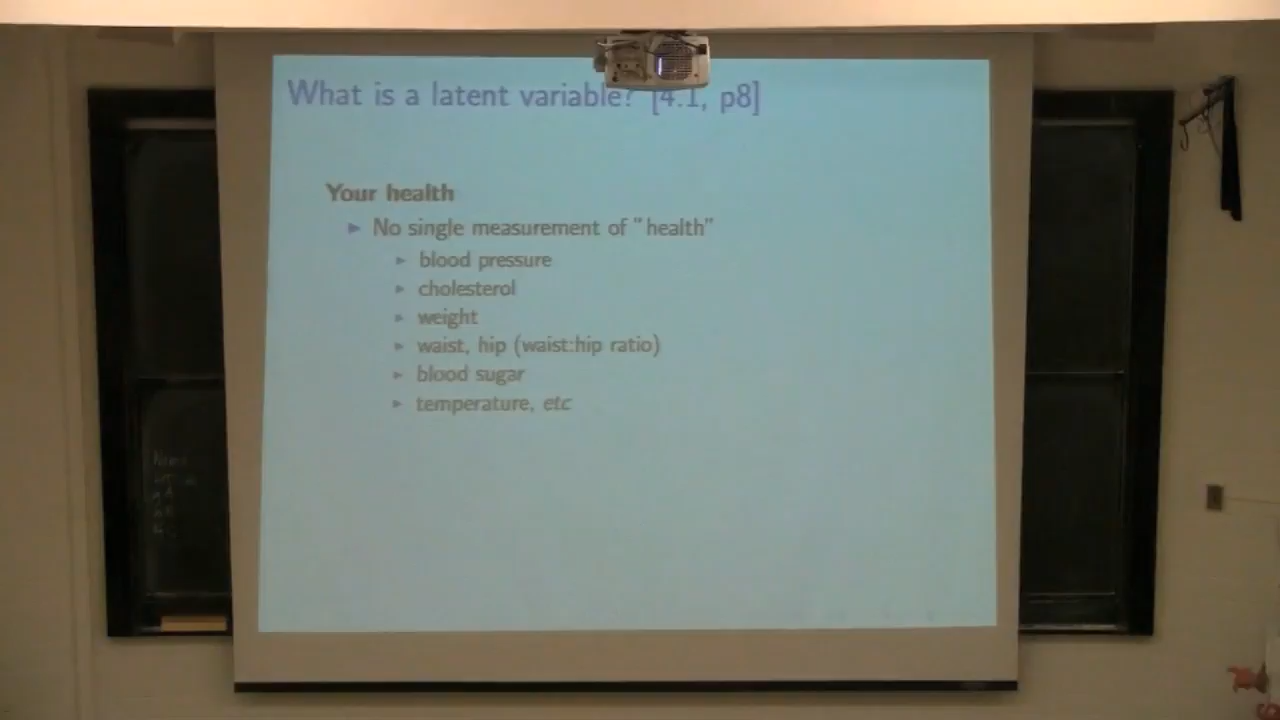 What is a latent variable? [4.1, p8]
Your health
► No single measurement of "health"
► blood pressure
► cholesterol
► weight
► waist, hip (waist:hip ratio)
► blood sugar
► temperature, etc